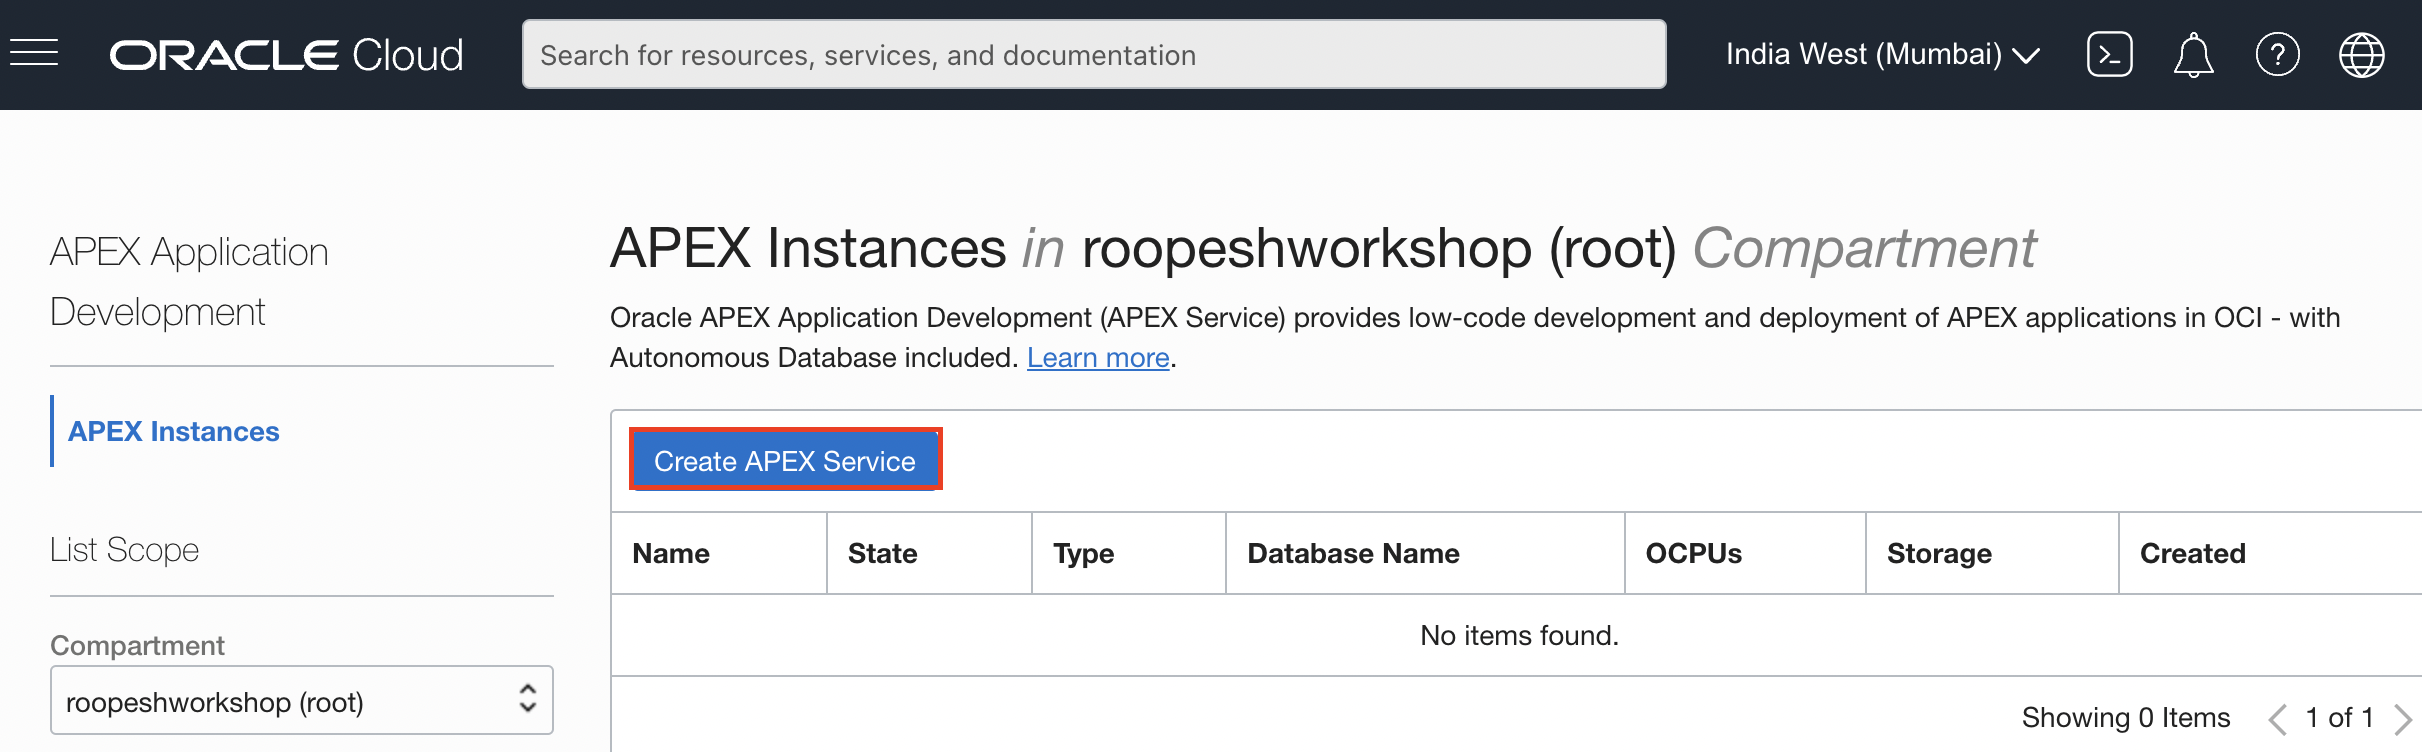 ORACLE Cloud
Search for resources, services, and documentation
India West (Mumbai)
APEX Application
Development
APEX Instances
List Scope
Compartment
roopeshworkshop (root)
APEX Instances in roopeshworkshop (root) Compartment
Oracle APEX Application Development (APEX Service) provides low-code development and deployment of APEX applications in OCI - with
Autonomous Database included. Learn more.
Create APEX Service
Name State Type Database Name OCPUs Storage Created
No items found.
Showing 0 Items 1 of 1